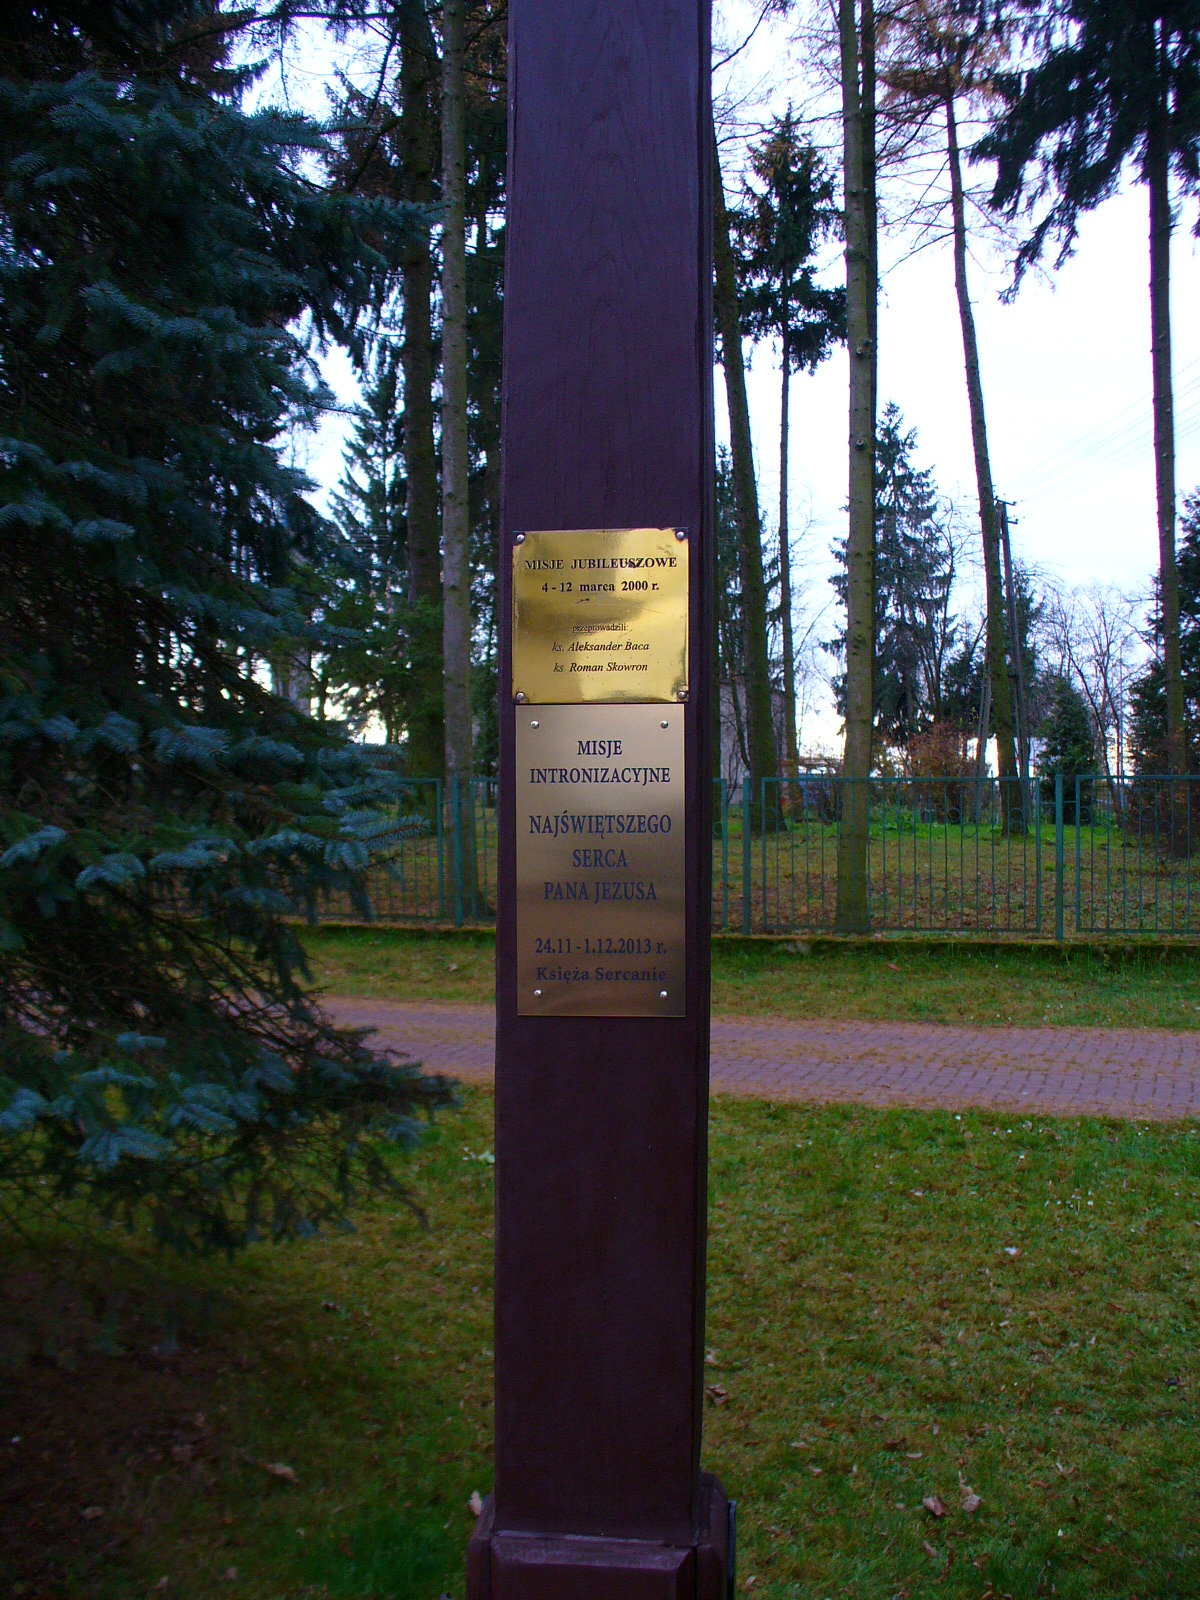 MISJE JUBILEUSZOWE
4 - 12 marca 2000 r.
przeprowadzili:
ks. Aleksander Baca
ks. Roman Skowron
MISJE
INTRONIZACYJNE
NAJŚWIĘTSZEGO
SERCA
PANA JEZUSA
24.11 - 1.12.2013 r.
Księża Sercanie